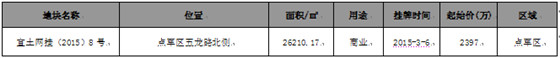 地块名称 位置 面积/㎡ 用途 挂牌时间 起始价(万) 区域
宜土网挂（2015）8 号 点军区五龙路北侧 26210.17 商业 2015-3-6 2397 点军区